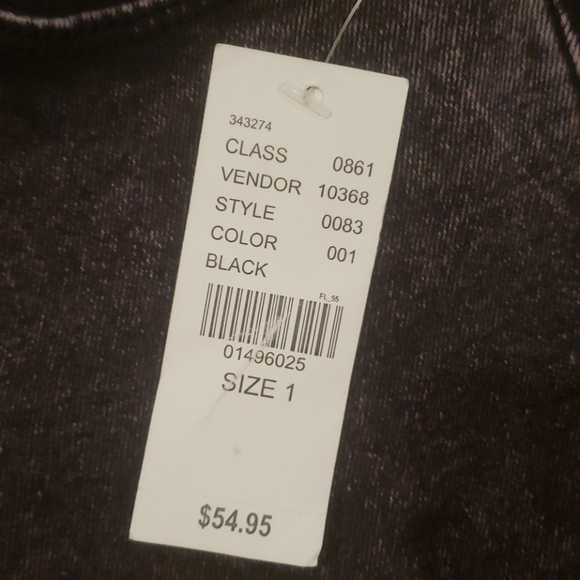 343274
CLASS 0861
VENDOR 10368
STYLE 0083
COLOR 001
BLACK
FL_55
01496025
SIZE 1
$54.95